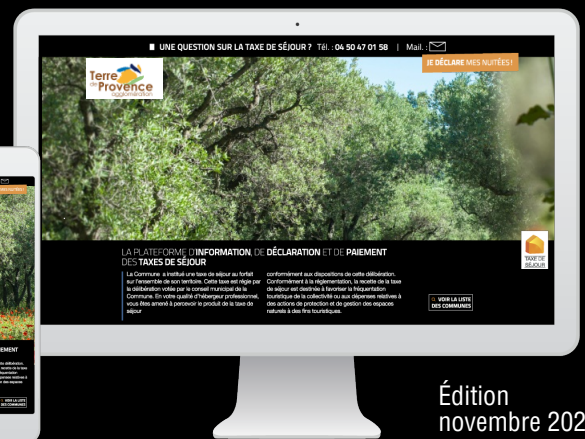 UNE QUESTION SUR LA TAXE DE SÉJOUR ? Tél. : 04 50 47 01 58 | Mail. :
JE DÉCLARE MES NUITÉES !
Terre
de Provence
agglomération
LA PLATEFORME D'INFORMATION, DE DÉCLARATION ET DE PAIEMENT
DES TAXES DE SÉJOUR
La Commune a institué une taxe de séjour au forfait
sur l'ensemble de son territoire. Cette taxe est régie par
la délibération votée par le conseil municipal de la
Commune. En votre qualité d'hébergeur professionnel,
vous êtes amené à percevoir le produit de la taxe de
séjour
conformément aux dispositions de cette délibération.
Conformément à la réglementation, la recette de la taxe
de séjour est destinée à favoriser la fréquentation
touristique de la collectivité ou aux dépenses relatives à
des actions de protection et de gestion des espaces
naturels à des fins touristiques.
TAXE DE
SÉJOUR
VOIR LA LISTE
DES COMMUNES
VOIR LA LISTE
DES COMMUNES
Édition
novembre 202